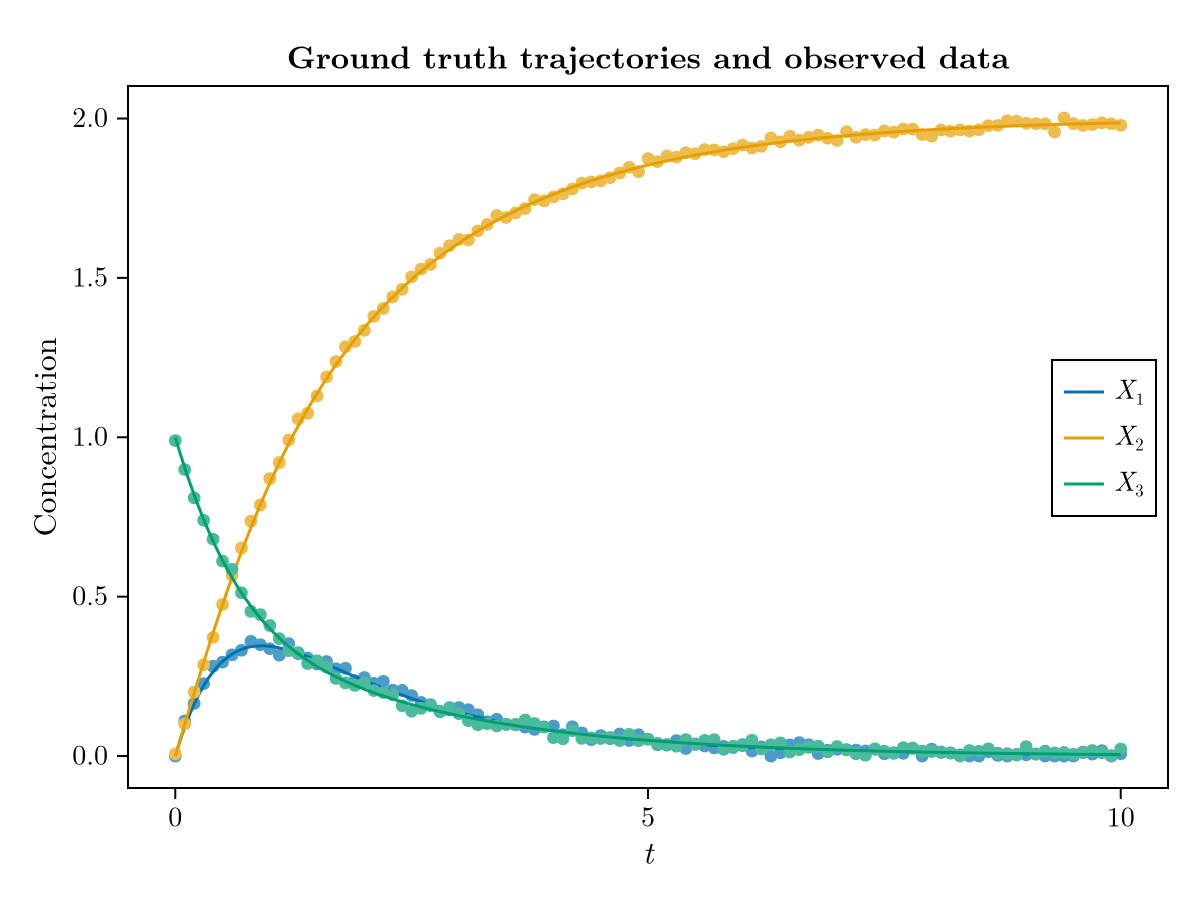 Ground truth trajectories and observed data
2.0
1.5
1.0
0.5
0.0
Concentration
X₁
X₂
X₃
0 5 10
t